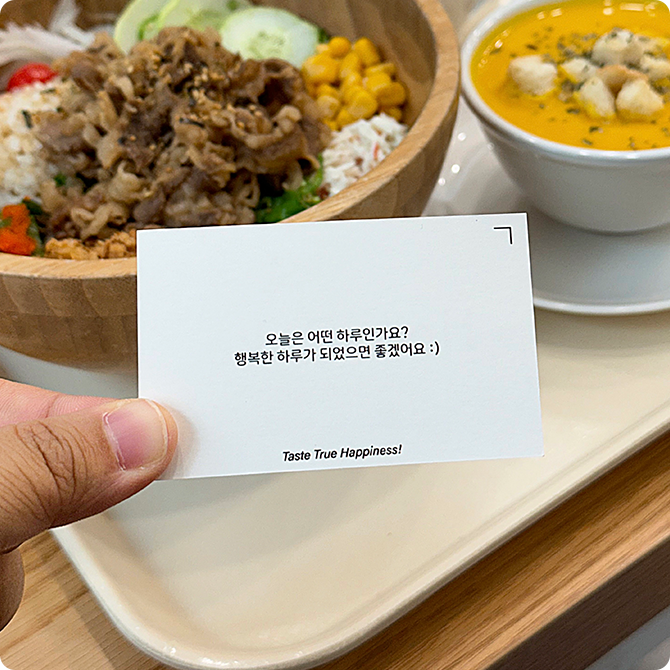 오늘은 어떤 하루인가요?
행복한 하루가 되었으면 좋겠어요 :)
Taste True Happiness!